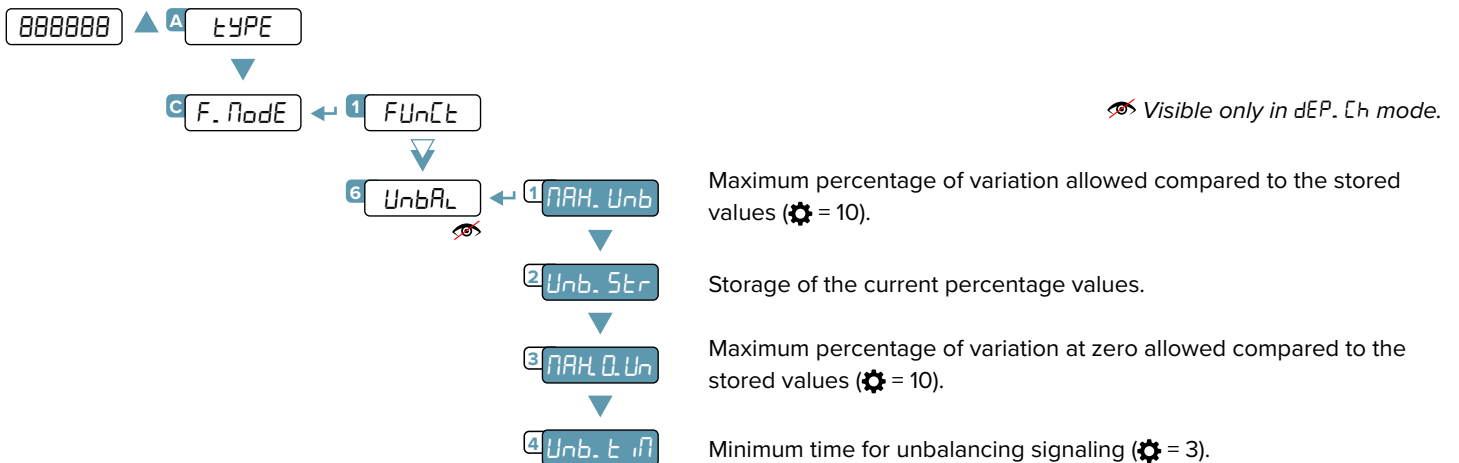 888888 A tYPE
C F. ModE 1 FUnCt
Visible only in dEP. Ch mode.
6 UnbAL 1 MAH. Unb
Maximum percentage of variation allowed compared to the stored
values ( = 10).
2 Unb. Str
Storage of the current percentage values.
3 MAH. 0. Un
Maximum percentage of variation at zero allowed compared to the
stored values ( = 10).
4 Unb. tiM
Minimum time for unbalancing signaling ( = 3).